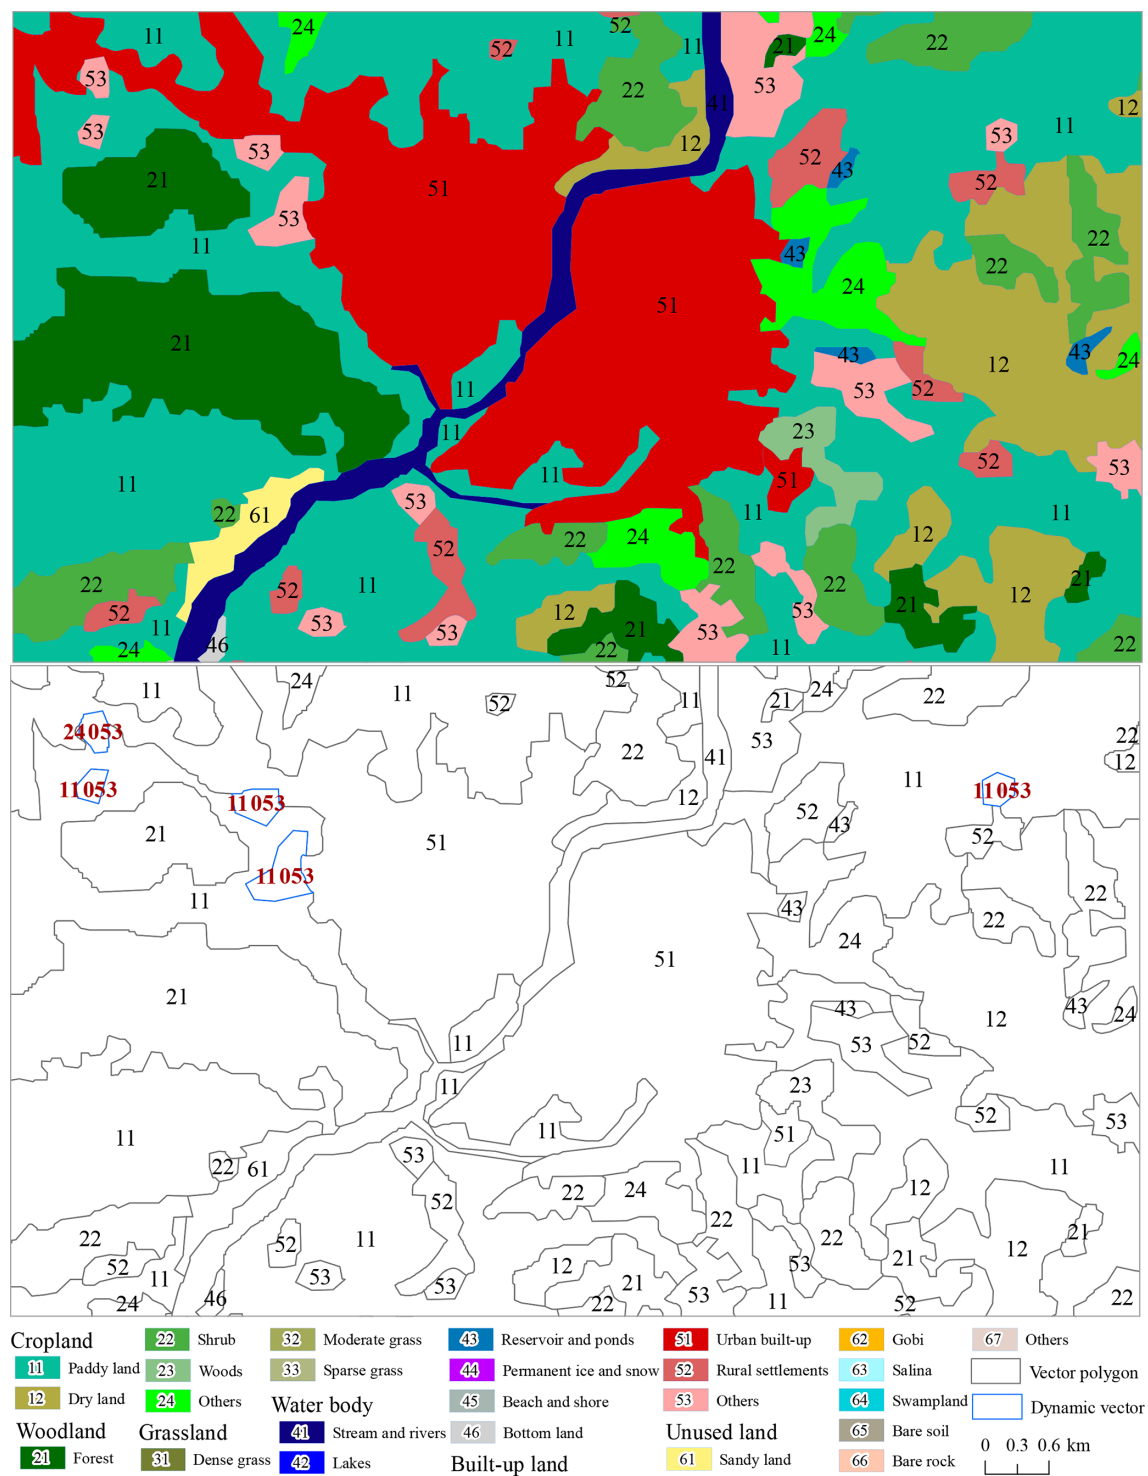 24 52 11 52 11 11 21 24 22
53 22 53 41 12
53 53 12 52 43 53 11
21 53 51 52
11 43 22 22
51 24
21 43 43 24
11 53 52 12
11 23
11 11 51 52 53
22 61 53 11 12 11
52 24 22
22 52 11 22 21
52 53 53 12 21 53 21 12
11 24 46 22 53 11 22
11 24 11 52 52 11 21 24 22
24053 22 53 41 22
11053 11053 12 11 11053 12
21 51 52 43 52
11053
11 43 22 22
51 24
21 43 12 43 24
11 53 52
11 23
11 11 51 52 53
22 61 53 11 11
52 22 24 12
22 52 11 22 22 21
52 11 53 53 12 21 53 21 12
24 46 22 53 11 52 22
Cropland
11 Paddy land
12 Dry land
Woodland
21 Forest
22 Shrub
23 Woods
24 Others
Grassland
31 Dense grass
32 Moderate grass
33 Sparse grass
Water body
41 Stream and rivers
42 Lakes
43 Reservoir and ponds
44 Permanent ice and snow
45 Beach and shore
46 Bottom land
Built-up land
51 Urban built-up
52 Rural settlements
53 Others
Unused land
61 Sandy land
62 Gobi
63 Salina
64 Swampland
65 Bare soil
66 Bare rock
67 Others
Vector polygon
Dynamic vector
0 0.3 0.6 km